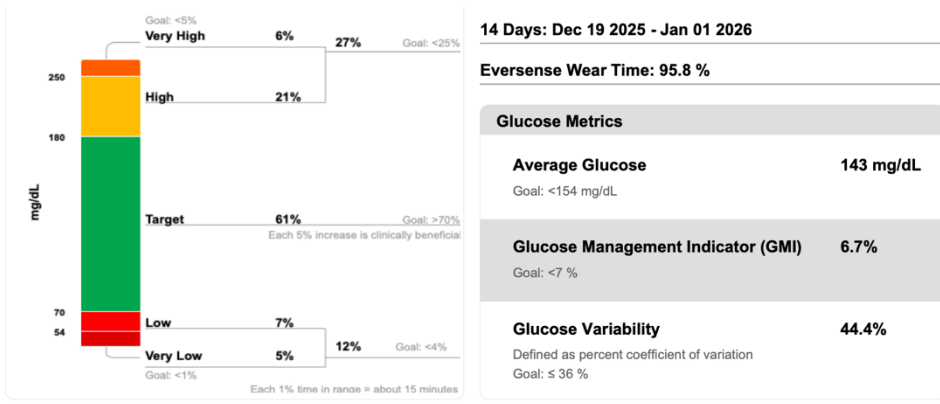 Goal: <5%
Very High 6% 27% Goal: <25%
250
High 21%
180
mg/dL
Target 61% Goal: >70%
Each 5% increase is clinically beneficial
70
Low 7%
54
12% Goal: <4%
Very Low 5%
Goal: <1%
Each 1% time in range = about 15 minutes
14 Days: Dec 19 2025 - Jan 01 2026
Eversense Wear Time: 95.8 %
Glucose Metrics
Average Glucose 143 mg/dL
Goal: <154 mg/dL
Glucose Management Indicator (GMI) 6.7%
Goal: <7 %
Glucose Variability 44.4%
Defined as percent coefficient of variation
Goal: ≤ 36 %